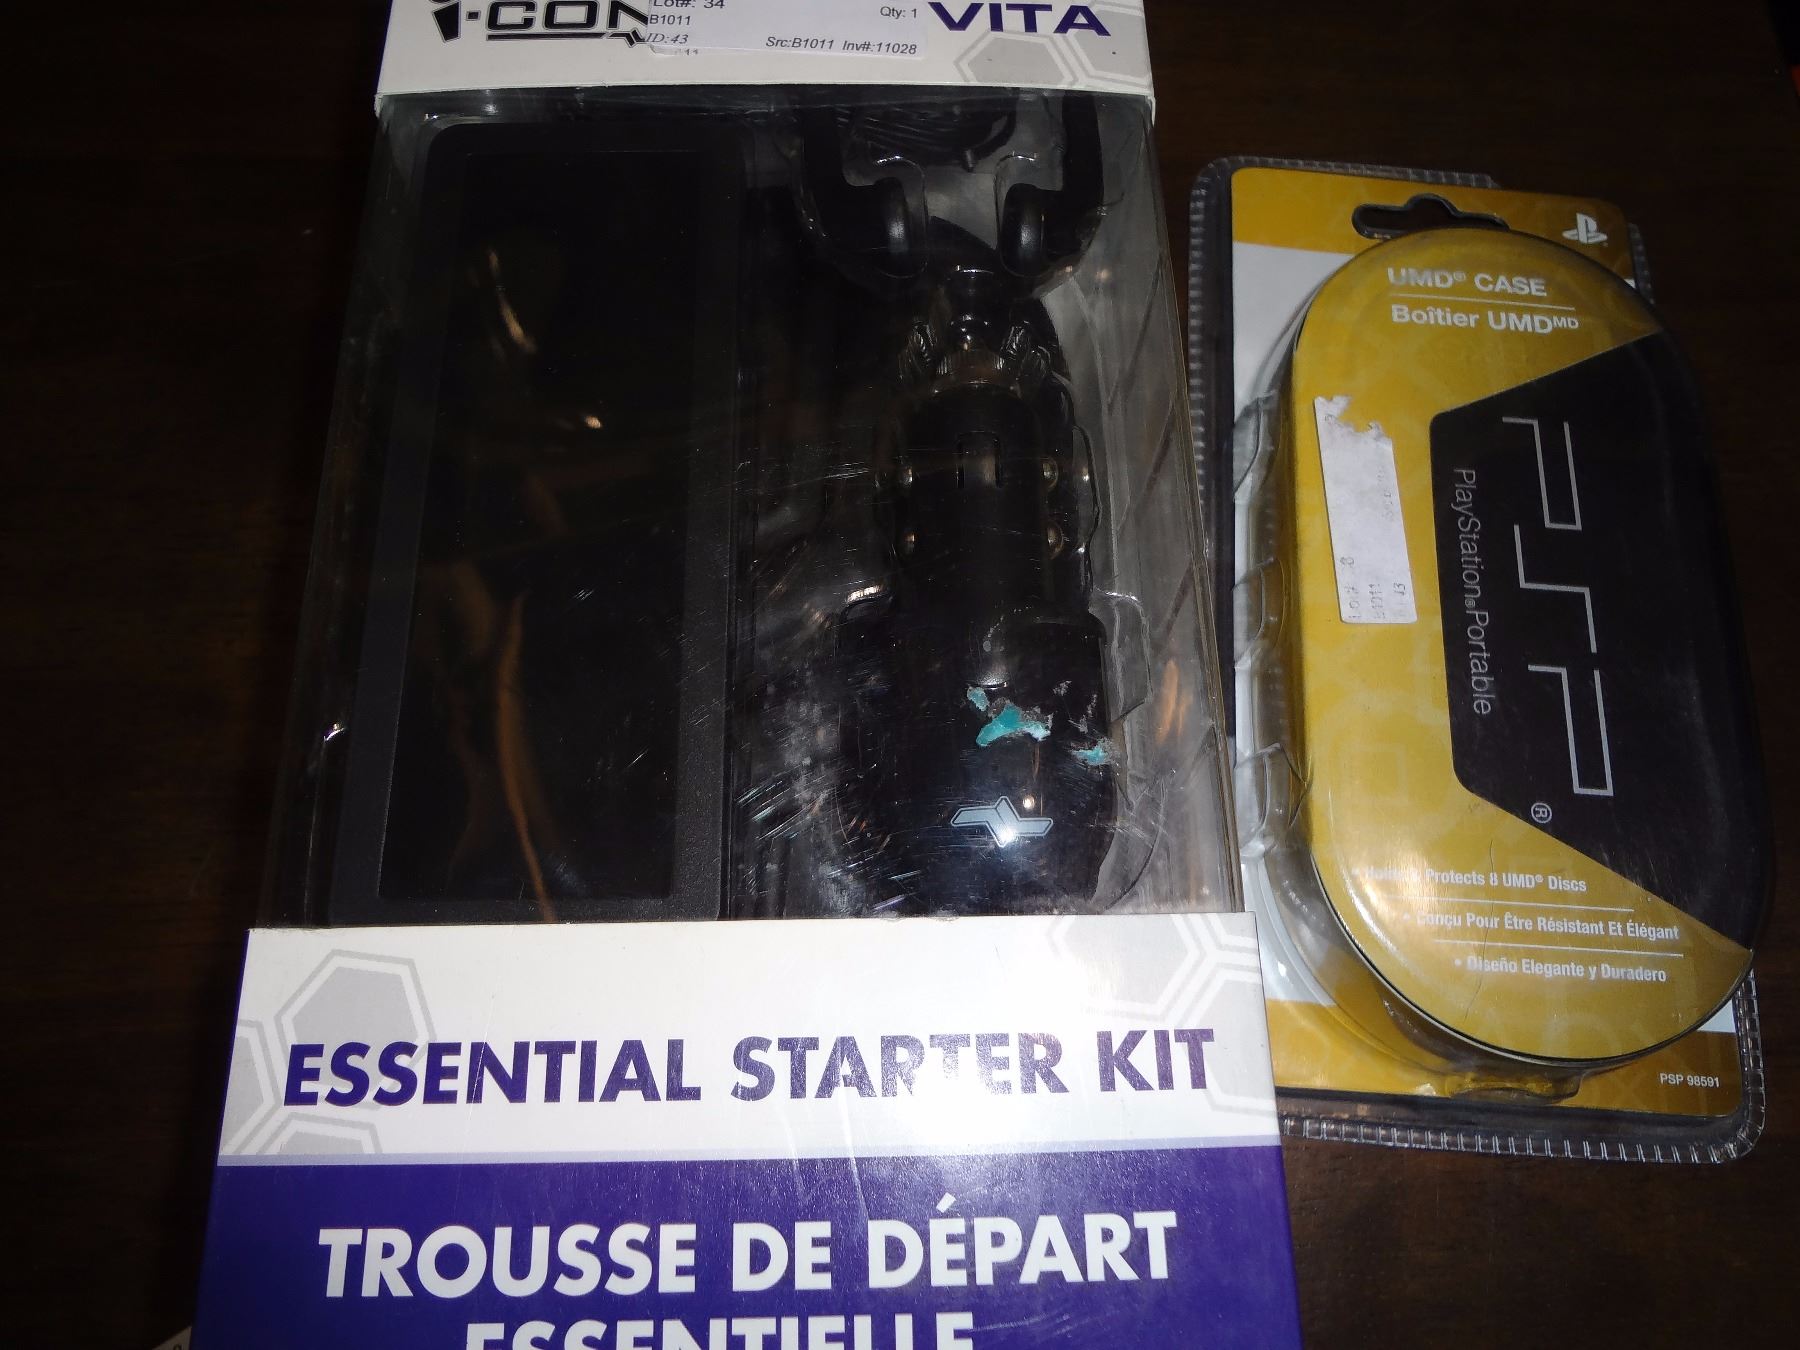 i-CON
VITA
Lot#: 34
Qty: 1
B1011
ID:43
Src:B1011 Inv#:11028
ESSENTIAL STARTER KIT
TROUSSE DE DÉPART
ESSENTIELLE
UMD® CASE
Boîtier UMDMD
PSP®
PlayStation®Portable
Protects 8 UMD® Discs
• Conçu Pour Être Résistant Et Élégant
• Diseño Elegante y Duradero
PSP 98591